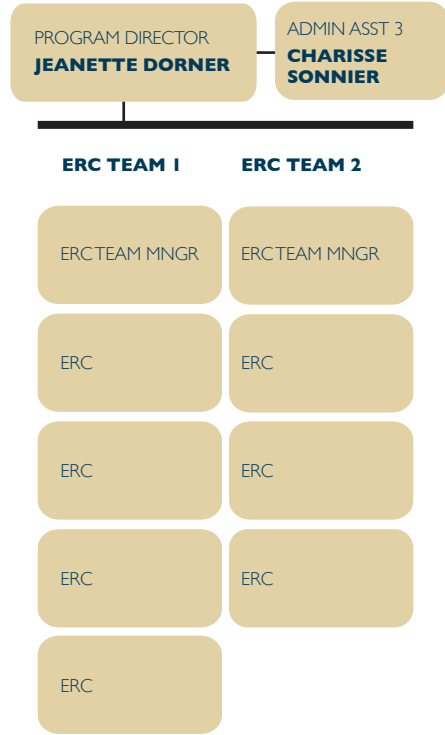 PROGRAM DIRECTOR
JEANETTE DORNER
ADMIN ASST 3
CHARISSE
SONNIER
ERC TEAM 1
ERC TEAM 2
ERC TEAM MNGR
ERC TEAM MNGR
ERC
ERC
ERC
ERC
ERC
ERC
ERC